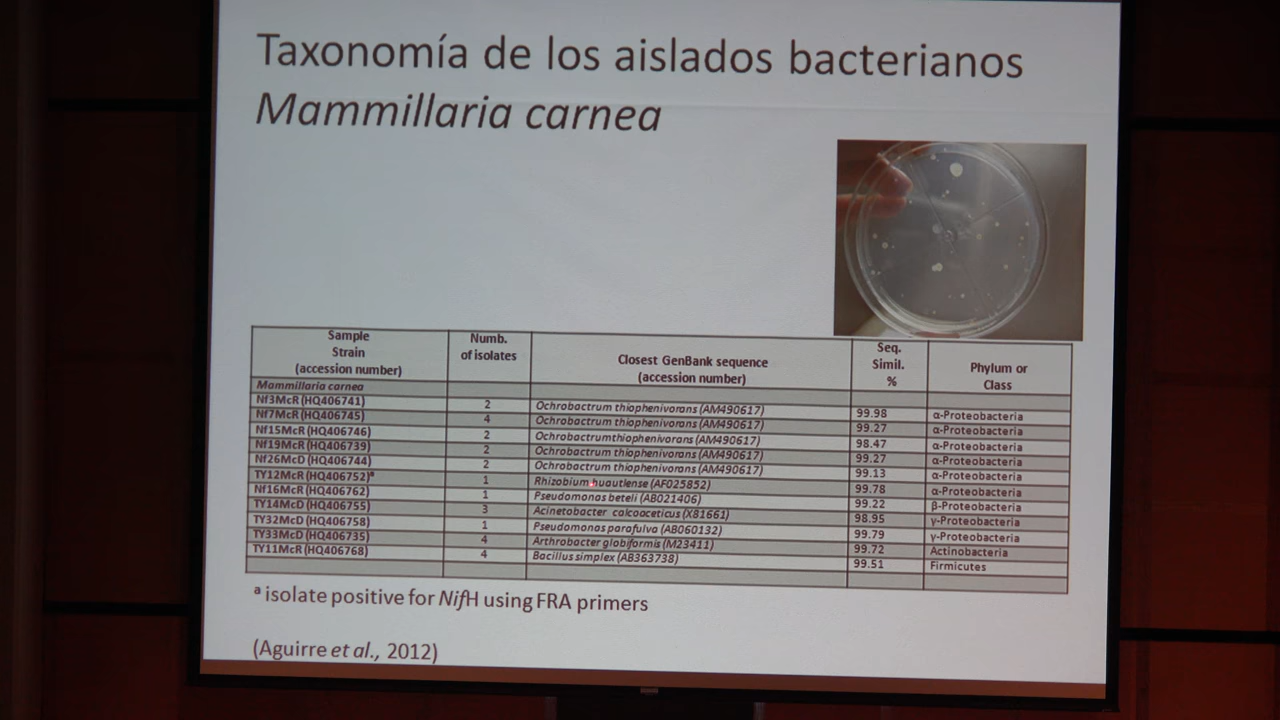 Taxonomía de los aislados bacterianos
Mammillaria carnea
Sample Strain (accession number) Numb. of isolates Closest GenBank sequence (accession number) Seq. Simil. % Phylum or Class
Mammillaria carnea
Nf3McR (HQ406741) 2 Ochrobactrum thiophenivorans (AM490617) 99.98 α-Proteobacteria
Nf7McR (HQ406745) 4 Ochrobactrum thiophenivorans (AM490617) 99.27 α-Proteobacteria
Nf15McR (HQ406746) 2 Ochrobactrumthiophenivorans (AM490617) 98.47 α-Proteobacteria
Nf19McR (HQ406739) 2 Ochrobactrum thiophenivorans (AM490617) 99.27 α-Proteobacteria
Nf26McD (HQ406744) 2 Ochrobactrum thiophenivorans (AM490617) 99.13 α-Proteobacteria
TY12McR (HQ406752)ª 1 Rhizobium huautlense (AF025852) 99.78 α-Proteobacteria
Nf16McR (HQ406762) 1 Pseudomonas beteli (AB021406) 99.22 β-Proteobacteria
TY14McD (HQ406755) 3 Acinetobacter calcoaceticus (X81661) 98.95 γ-Proteobacteria
TY32McD (HQ406758) 1 Pseudomonas parafulva (AB060132) 99.79 γ-Proteobacteria
TY33McD (HQ406735) 4 Arthrobacter globiformis (M23411) 99.72 Actinobacteria
TY11McR (HQ406768) 4 Bacillus simplex (AB363738) 99.51 Firmicutes
ª isolate positive for NifH using FRA primers
(Aguirre et al., 2012)